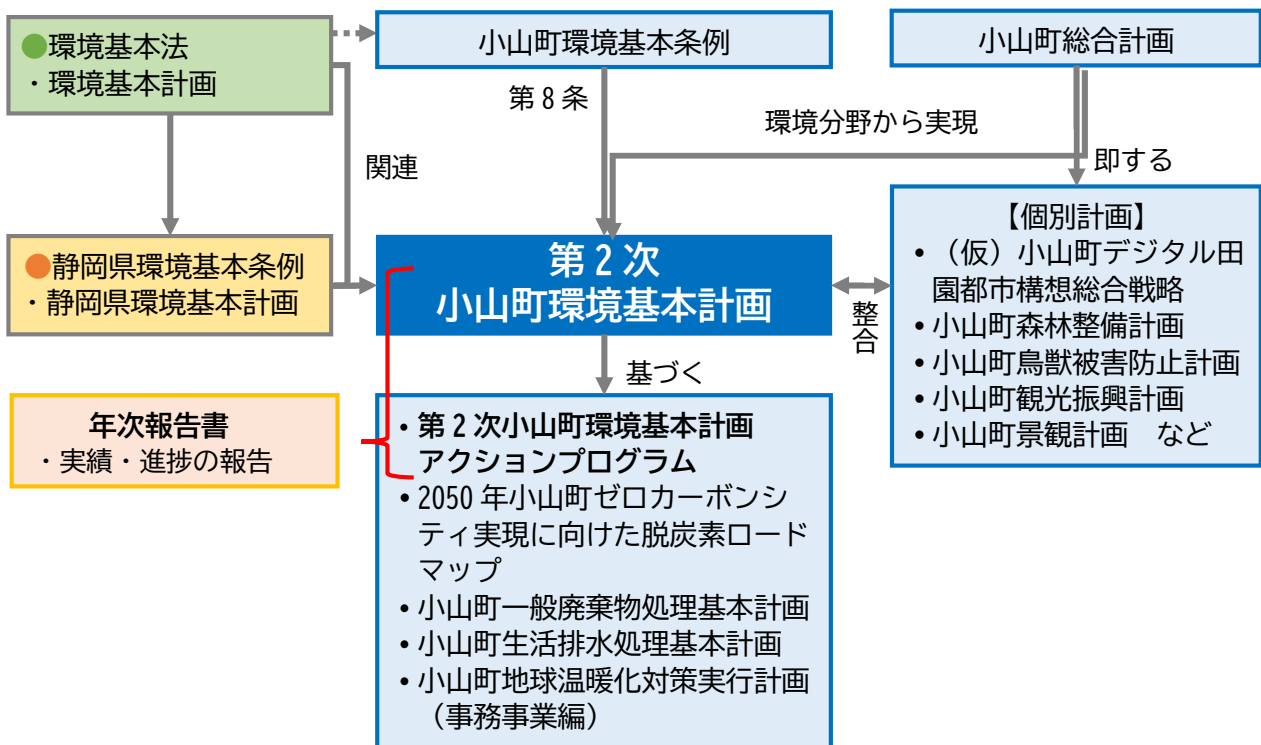 ●環境基本法
・環境基本計画
小山町環境基本条例
小山町総合計画
第8条
環境分野から実現
関連
即する
●静岡県環境基本条例
・静岡県環境基本計画
第2次
小山町環境基本計画
整合
【個別計画】
•（仮）小山町デジタル田
園都市構想総合戦略
•小山町森林整備計画
•小山町鳥獣被害防止計画
•小山町観光振興計画
•小山町景観計画　など
基づく
年次報告書
・実績・進捗の報告
•第2次小山町環境基本計画
アクションプログラム
•2050年小山町ゼロカーボンシ
ティ実現に向けた脱炭素ロード
マップ
•小山町一般廃棄物処理基本計画
•小山町生活排水処理基本計画
•小山町地球温暖化対策実行計画
（事務事業編）